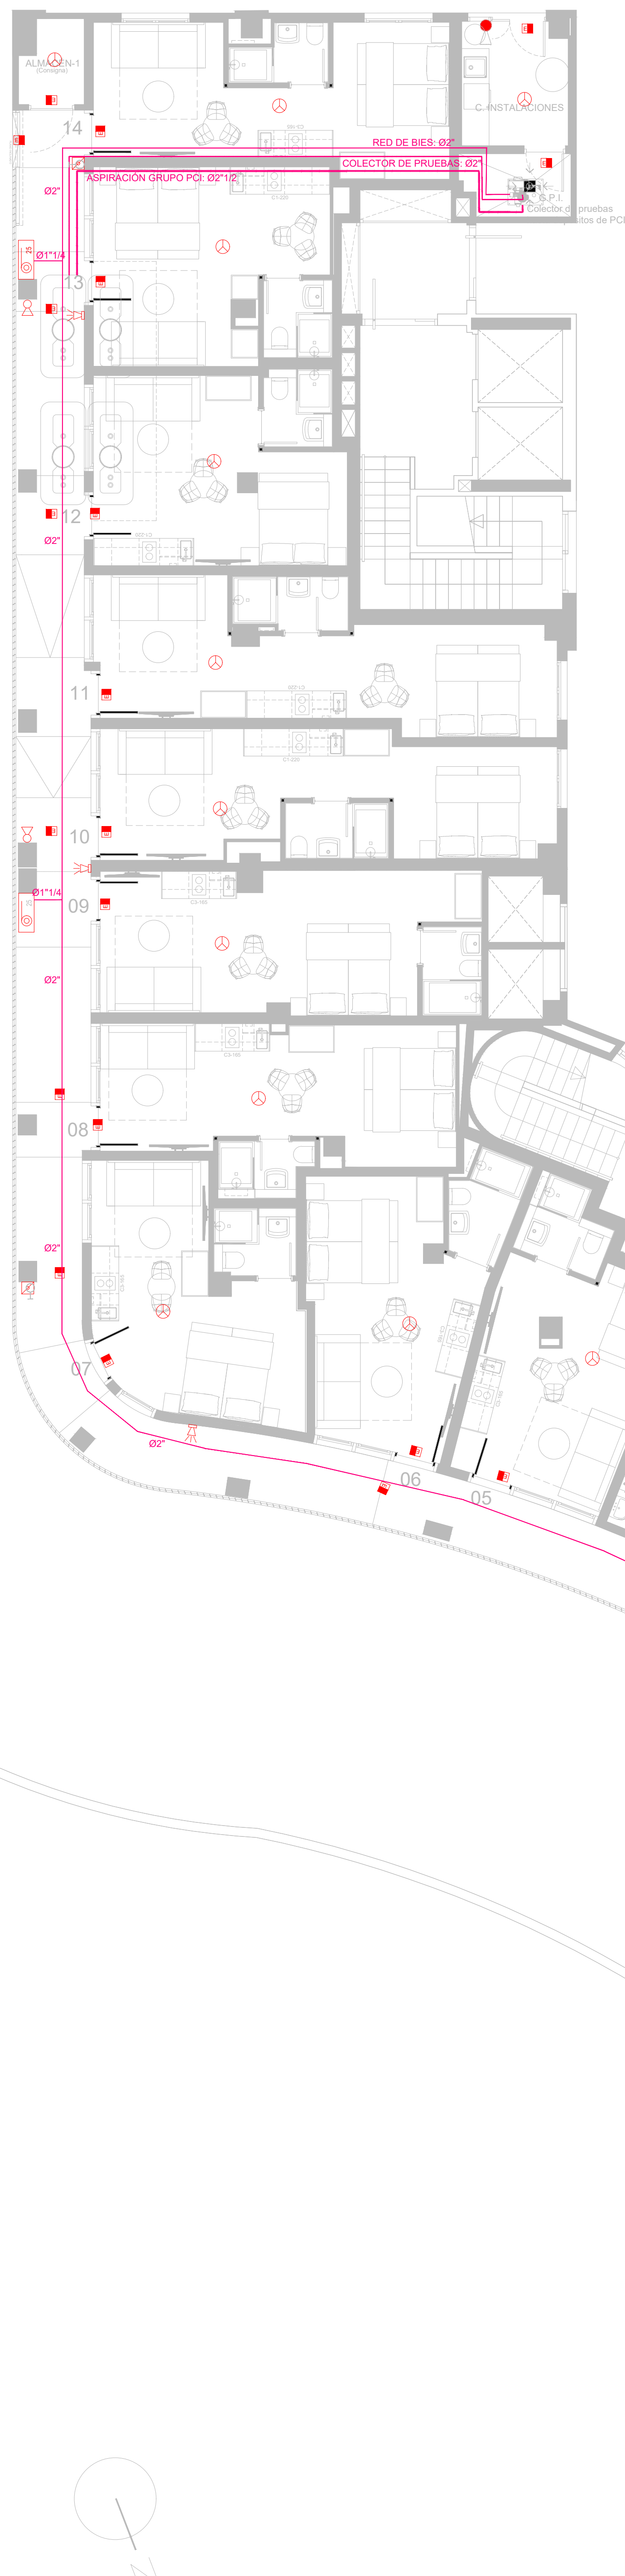 ALMACEN-1
(Consigna)
C. INSTALACIONES
14
RED DE BIES: Ø2"
COLECTOR DE PRUEBAS: Ø2"
ASPIRACIÓN GRUPO PCI: Ø2"1/2
Ø2"
G.P.I.
Colector de pruebas
25
Ø1"1/4
13
12
Ø2"
11
10
Ø1"1/4
25
09
Ø2"
08
Ø2"
07
Ø2"
06
05